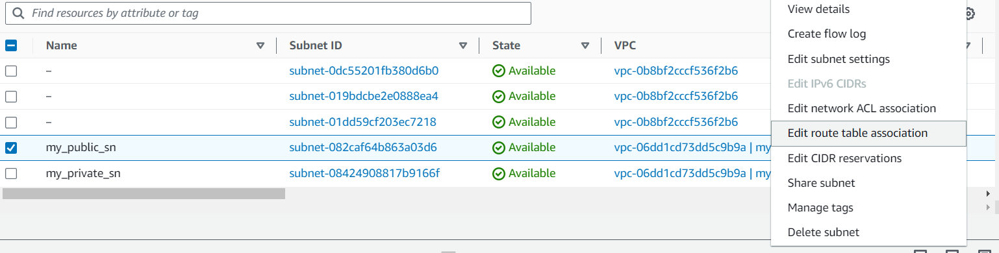 Find resources by attribute or tag
Name Subnet ID State VPC
– subnet-0dc55201fb380d6b0 Available vpc-0b8bf2cccf536f2b6
– subnet-019bdcbe2e0888ea4 Available vpc-0b8bf2cccf536f2b6
– subnet-01dd59cf203ec7218 Available vpc-0b8bf2cccf536f2b6
my_public_sn subnet-082caf64b863a03d6 Available vpc-06dd1cd73dd5c9b9a | my
my_private_sn subnet-08424908817b9166f Available vpc-06dd1cd73dd5c9b9a | my
View details
Create flow log
Edit subnet settings
Edit IPv6 CIDRs
Edit network ACL association
Edit route table association
Edit CIDR reservations
Share subnet
Manage tags
Delete subnet